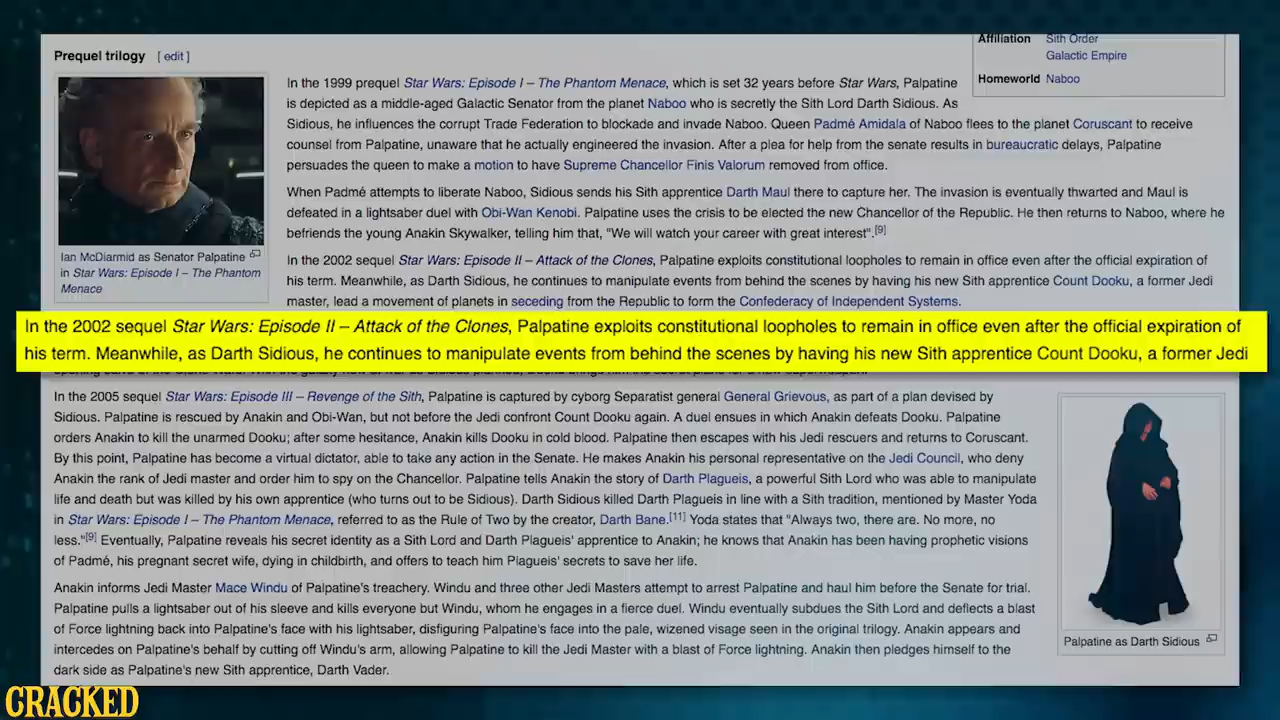 Prequel trilogy [ edit ]
Affiliation Sith Order
Galactic Empire
Homeworld Naboo
In the 1999 prequel Star Wars: Episode I – The Phantom Menace, which is set 32 years before Star Wars, Palpatine
is depicted as a middle-aged Galactic Senator from the planet Naboo who is secretly the Sith Lord Darth Sidious. As
Sidious, he influences the corrupt Trade Federation to blockade and invade Naboo. Queen Padmé Amidala of Naboo flees to the planet Coruscant to receive
counsel from Palpatine, unaware that he actually engineered the invasion. After a plea for help from the senate results in bureaucratic delays, Palpatine
persuades the queen to make a motion to have Supreme Chancellor Finis Valorum removed from office.
When Padmé attempts to liberate Naboo, Sidious sends his Sith apprentice Darth Maul there to capture her. The invasion is eventually thwarted and Maul is
defeated in a lightsaber duel with Obi-Wan Kenobi. Palpatine uses the crisis to be elected the new Chancellor of the Republic. He then returns to Naboo, where he
befriends the young Anakin Skywalker, telling him that, "We will watch your career with great interest".[9]
Ian McDiarmid as Senator Palpatine
in Star Wars: Episode I – The Phantom
Menace
In the 2002 sequel Star Wars: Episode II – Attack of the Clones, Palpatine exploits constitutional loopholes to remain in office even after the official expiration of
his term. Meanwhile, as Darth Sidious, he continues to manipulate events from behind the scenes by having his new Sith apprentice Count Dooku, a former Jedi
master, lead a movement of planets in seceding from the Republic to form the Confederacy of Independent Systems.
In the 2002 sequel Star Wars: Episode II – Attack of the Clones, Palpatine exploits constitutional loopholes to remain in office even after the official expiration of
his term. Meanwhile, as Darth Sidious, he continues to manipulate events from behind the scenes by having his new Sith apprentice Count Dooku, a former Jedi
In the 2005 sequel Star Wars: Episode III – Revenge of the Sith, Palpatine is captured by cyborg Separatist general General Grievous, as part of a plan devised by
Sidious. Palpatine is rescued by Anakin and Obi-Wan, but not before the Jedi confront Count Dooku again. A duel ensues in which Anakin defeats Dooku. Palpatine
orders Anakin to kill the unarmed Dooku; after some hesitance, Anakin kills Dooku in cold blood. Palpatine then escapes with his Jedi rescuers and returns to Coruscant.
By this point, Palpatine has become a virtual dictator, able to take any action in the Senate. He makes Anakin his personal representative on the Jedi Council, who deny
Anakin the rank of Jedi master and order him to spy on the Chancellor. Palpatine tells Anakin the story of Darth Plagueis, a powerful Sith Lord who was able to manipulate
life and death but was killed by his own apprentice (who turns out to be Sidious). Darth Sidious killed Darth Plagueis in line with a Sith tradition, mentioned by Master Yoda
in Star Wars: Episode I – The Phantom Menace, referred to as the Rule of Two by the creator, Darth Bane.[11] Yoda states that "Always two, there are. No more, no
less."[9] Eventually, Palpatine reveals his secret identity as a Sith Lord and Darth Plagueis' apprentice to Anakin; he knows that Anakin has been having prophetic visions
of Padmé, his pregnant secret wife, dying in childbirth, and offers to teach him Plagueis' secrets to save her life.
Anakin informs Jedi Master Mace Windu of Palpatine's treachery. Windu and three other Jedi Masters attempt to arrest Palpatine and haul him before the Senate for trial.
Palpatine pulls a lightsaber out of his sleeve and kills everyone but Windu, whom he engages in a fierce duel. Windu eventually subdues the Sith Lord and deflects a blast
of Force lightning back into Palpatine's face with his lightsaber, disfiguring Palpatine's face into the pale, wizened visage seen in the original trilogy. Anakin appears and
intercedes on Palpatine's behalf by cutting off Windu's arm, allowing Palpatine to kill the Jedi Master with a blast of Force lightning. Anakin then pledges himself to the
dark side as Palpatine's new Sith apprentice, Darth Vader.
Palpatine as Darth Sidious
CRACKED